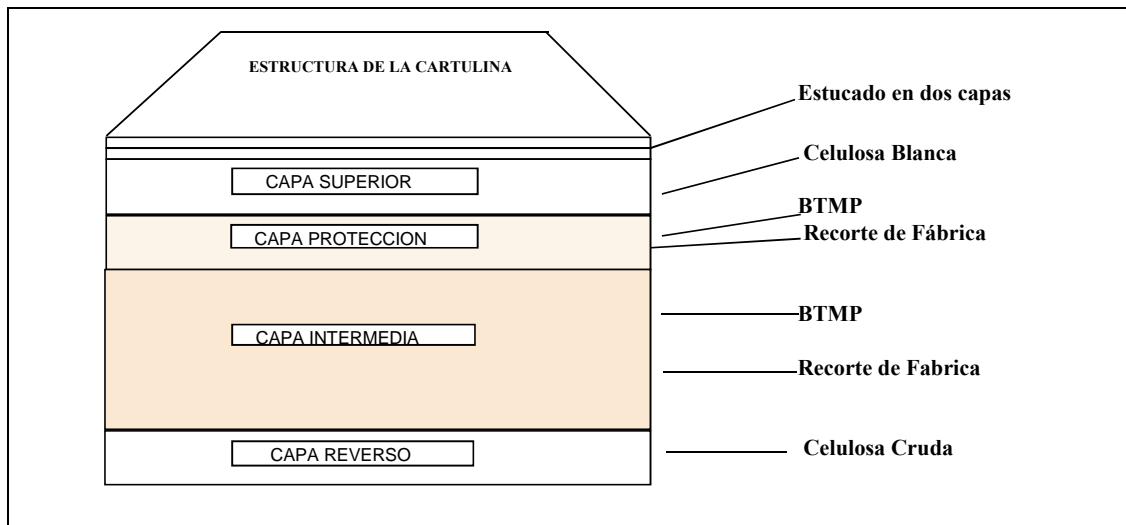 ESTRUCTURA DE LA CARTULINA
Estucado en dos capas
Celulosa Blanca
CAPA SUPERIOR
BTMP
CAPA PROTECCION
Recorte de Fábrica
BTMP
CAPA INTERMEDIA
Recorte de Fabrica
CAPA REVERSO
Celulosa Cruda